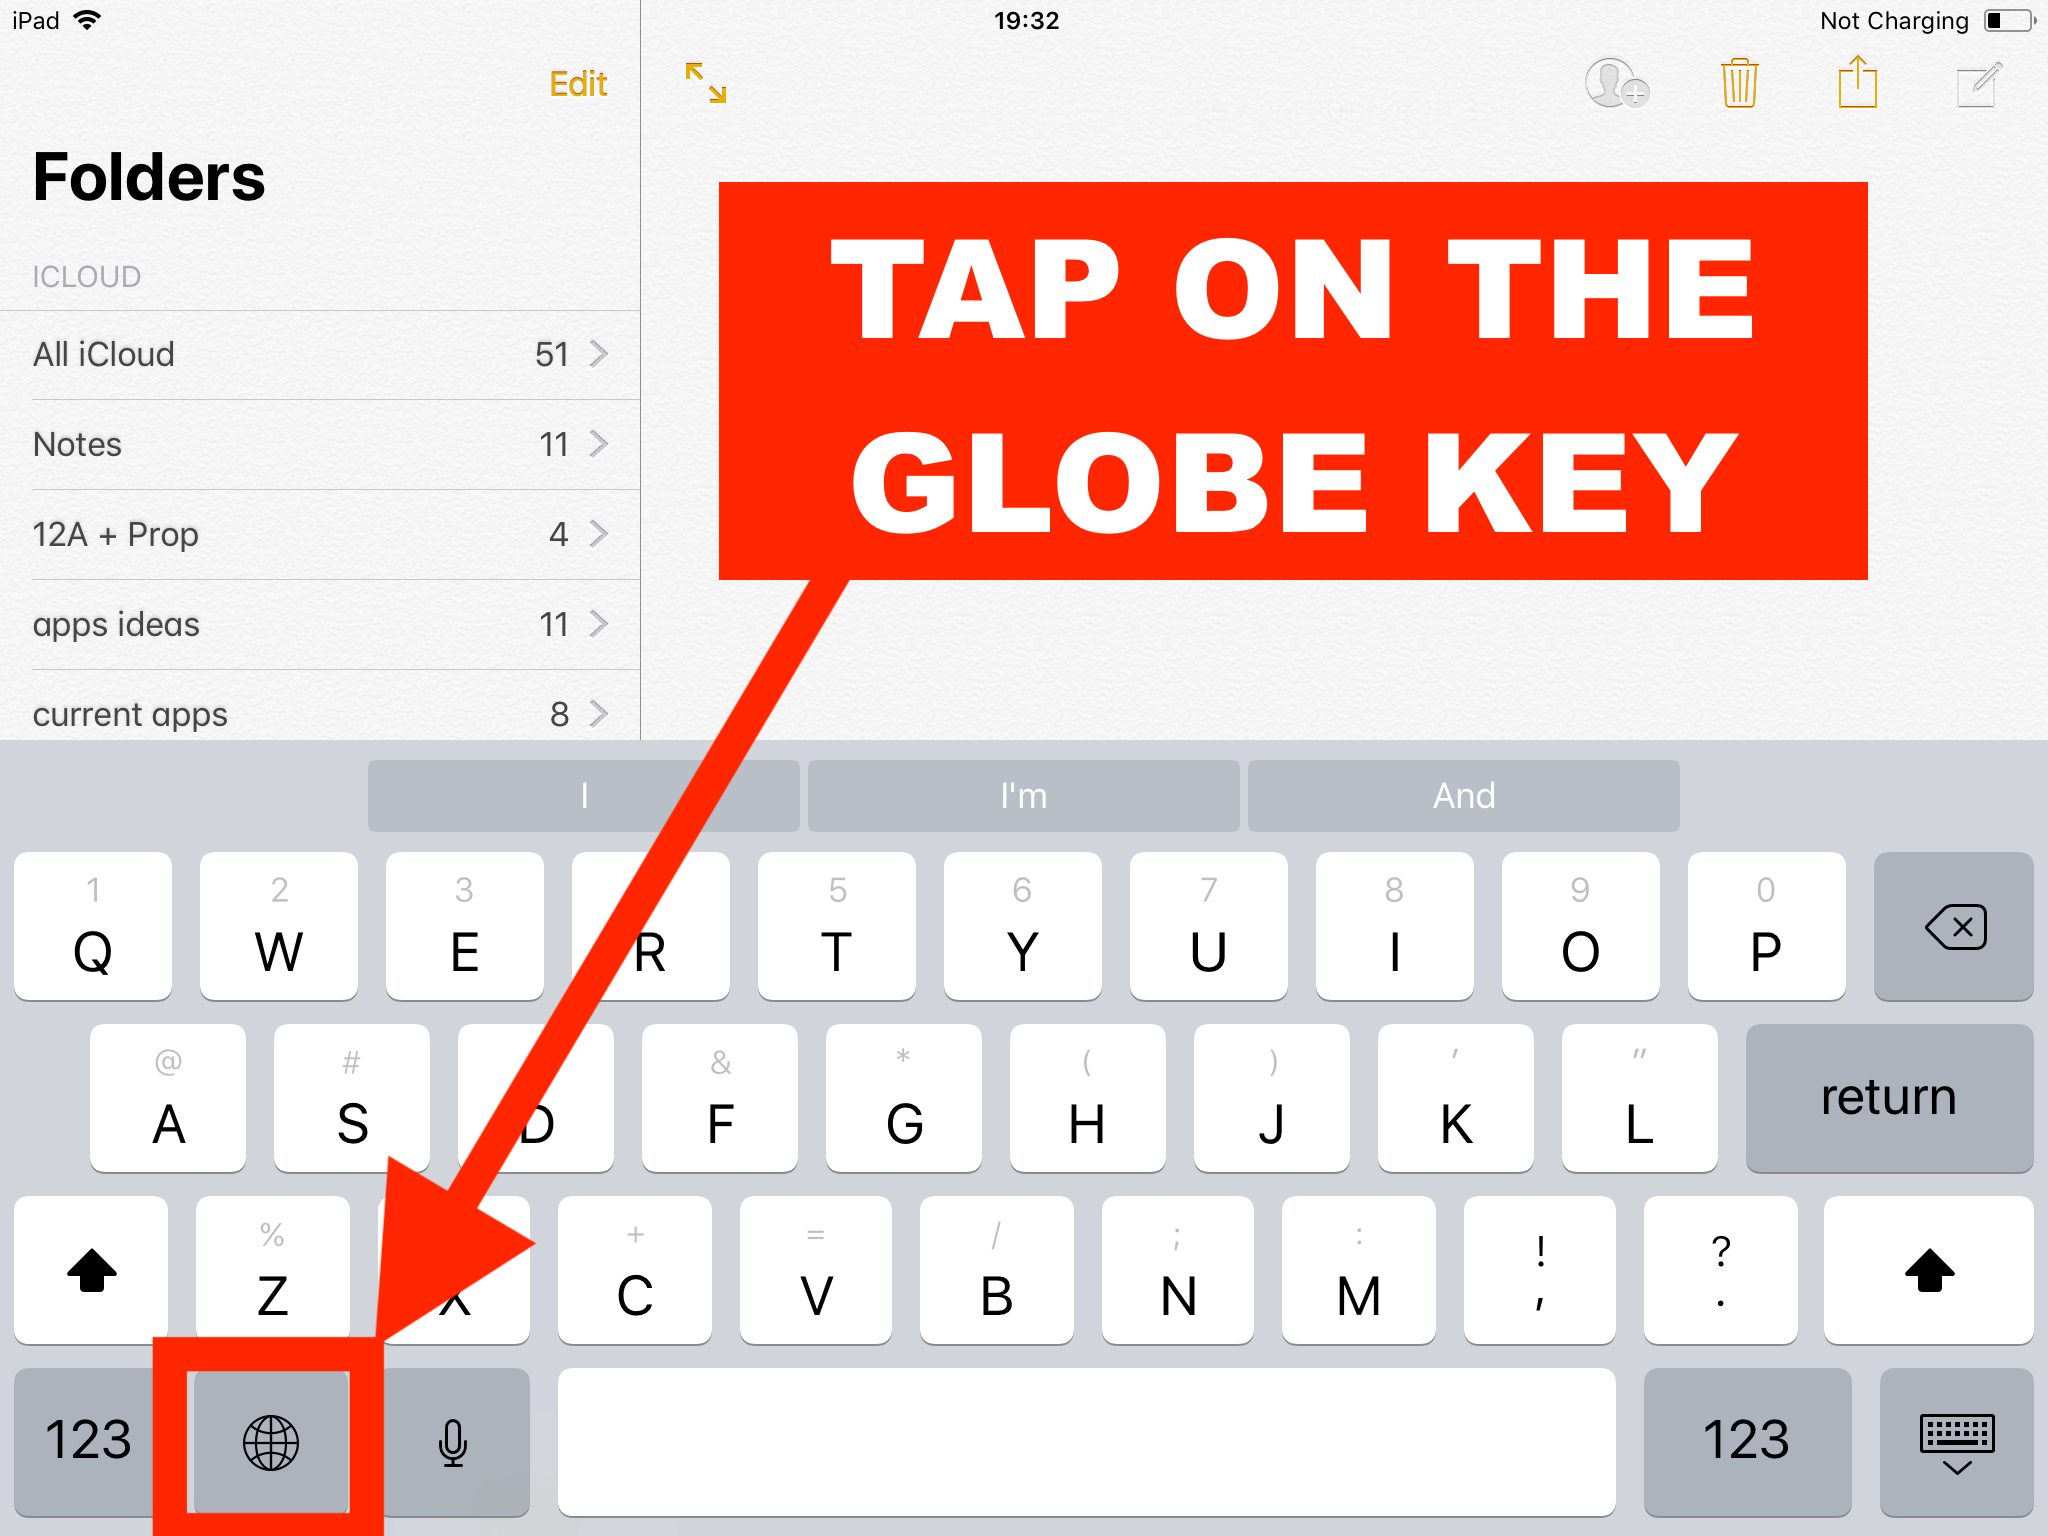 iPad 19:32 Not Charging
Edit
Folders
ICLOUD
All iCloud 51
Notes 11
12A + Prop 4
apps ideas 11
current apps 8
TAP ON THE
GLOBE KEY
I I'm And
1 2 3 5 6 7 8 9 0
Q W E R T Y U I O P
@ # & * ( ) ' "
A S D F G H J K L return
% + = / ; : ! ?
Z X C V B N M , .
123 123